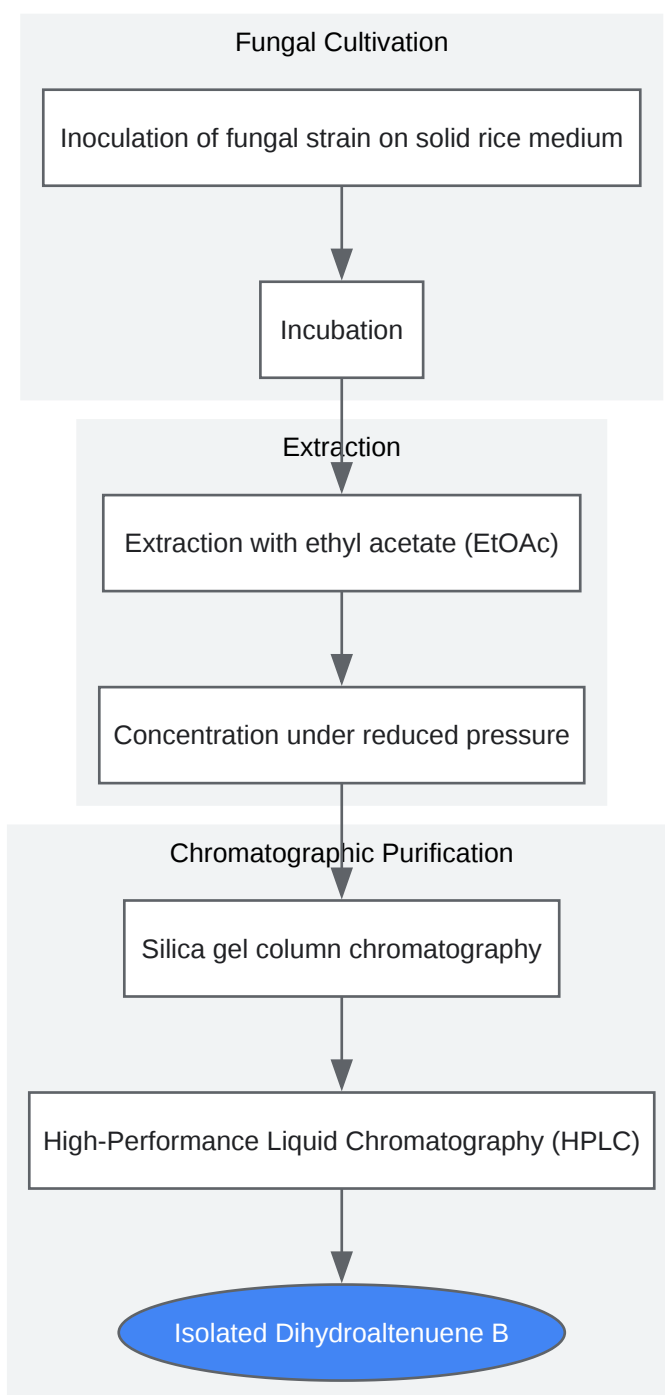 Fungal Cultivation
Inoculation of fungal strain on solid rice medium
Incubation
Extraction
Extraction with ethyl acetate (EtOAc)
Concentration under reduced pressure
Chromatographic Purification
Silica gel column chromatography
High-Performance Liquid Chromatography (HPLC)
Isolated Dihydroaltenuene B